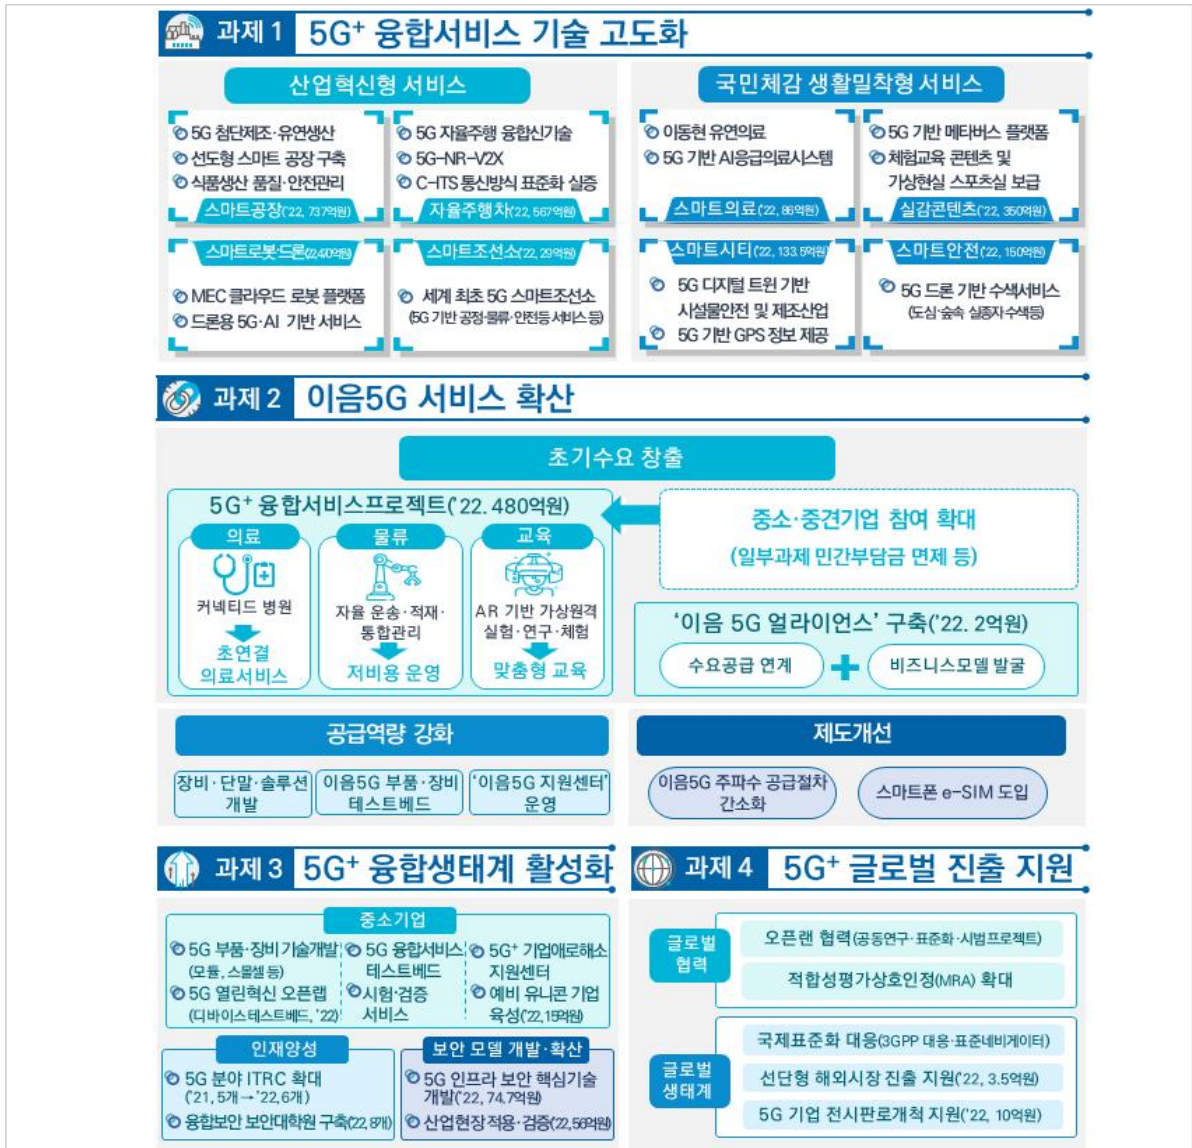 과제 1 5G⁺ 융합서비스 기술 고도화
산업혁신형 서비스
5G 첨단제조·유연생산
선도형 스마트 공장 구축
식품생산 품질·안전관리
스마트공장('22, 737억원)
5G 자율주행 융합신기술
5G-NR-V2X
C-ITS 통신방식 표준화 실증
자율주행차('22, 567억원)
스마트로봇·드론(22,470억원)
MEC 클라우드 로봇 플랫폼
드론용 5G·AI 기반 서비스
스마트조선소('22, 29억원)
세계 최초 5G 스마트조선소
(5G 기반 공정·물류·안전등 서비스 등)
국민체감 생활밀착형 서비스
이동현 유연의료
5G 기반 AI응급의료시스템
스마트의료('22, 86억원)
5G 기반 메타버스 플랫폼
체험교육 콘텐츠 및
가상현실 스포츠실 보급
실감콘텐츠('22, 350억원)
스마트시티('22, 133.5억원)
5G 디지털 트윈 기반
시설물안전 및 제조산업
5G 기반 GPS 정보 제공
스마트안전('22, 150억원)
5G 드론 기반 수색서비스
(도심·숲속 실종자 수색등)
과제 2 이음5G 서비스 확산
초기수요 창출
5G⁺ 융합서비스프로젝트('22. 480억원)
의료
커넥티드 병원
초연결
의료서비스
물류
자율 운송·적재·
통합관리
저비용 운영
교육
AR 기반 가상원격
실험·연구·체험
맞춤형 교육
중소·중견기업 참여 확대
(일부과제 민간부담금 면제 등)
'이음 5G 얼라이언스' 구축('22. 2억원)
수요공급 연계
비즈니스모델 발굴
공급역량 강화
장비·단말·솔루션
개발
이음5G 부품·장비
테스트베드
'이음5G 지원센터'
운영
제도개선
이음5G 주파수 공급절차
간소화
스마트폰 e-SIM 도입
과제 3 5G⁺ 융합생태계 활성화
중소기업
5G 부품·장비 기술개발
(모듈, 스몰셀 등)
5G 열린혁신 오픈랩
(디바이스 테스트베드, '22)
5G 융합서비스
테스트베드
시험·검증
서비스
5G⁺ 기업애로해소
지원센터
예비 유니콘 기업
육성('22, 15억원)
인재양성
5G 분야 ITRC 확대
('21, 5개→'22, 6개)
융합보안 보안대학원 구축('22, 8개)
보안 모델 개발·확산
5G 인프라 보안 핵심기술
개발('22, 74.7억원)
산업현장 적용·검증('22, 56억원)
과제 4 5G⁺ 글로벌 진출 지원
글로벌
협력
오픈랜 협력(공동연구·표준화·시범프로젝트)
적합성평가상호인정(MRA) 확대
글로벌
생태계
국제표준화 대응(3GPP 대응·표준네비게이터)
선단형 해외시장 진출 지원('22, 3.5억원)
5G 기업 전시판로개척 지원('22, 10억원)